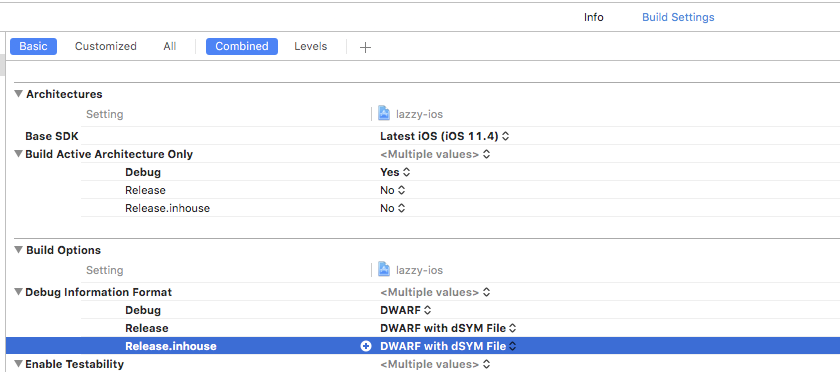 Info Build Settings
Basic Customized All Combined Levels +
Architectures
Setting lazzy-ios
Base SDK Latest iOS (iOS 11.4)
Build Active Architecture Only <Multiple values>
Debug Yes
Release No
Release.inhouse No
Build Options
Setting lazzy-ios
Debug Information Format <Multiple values>
Debug DWARF
Release DWARF with dSYM File
Release.inhouse DWARF with dSYM File
Enable Testability <Multiple values>